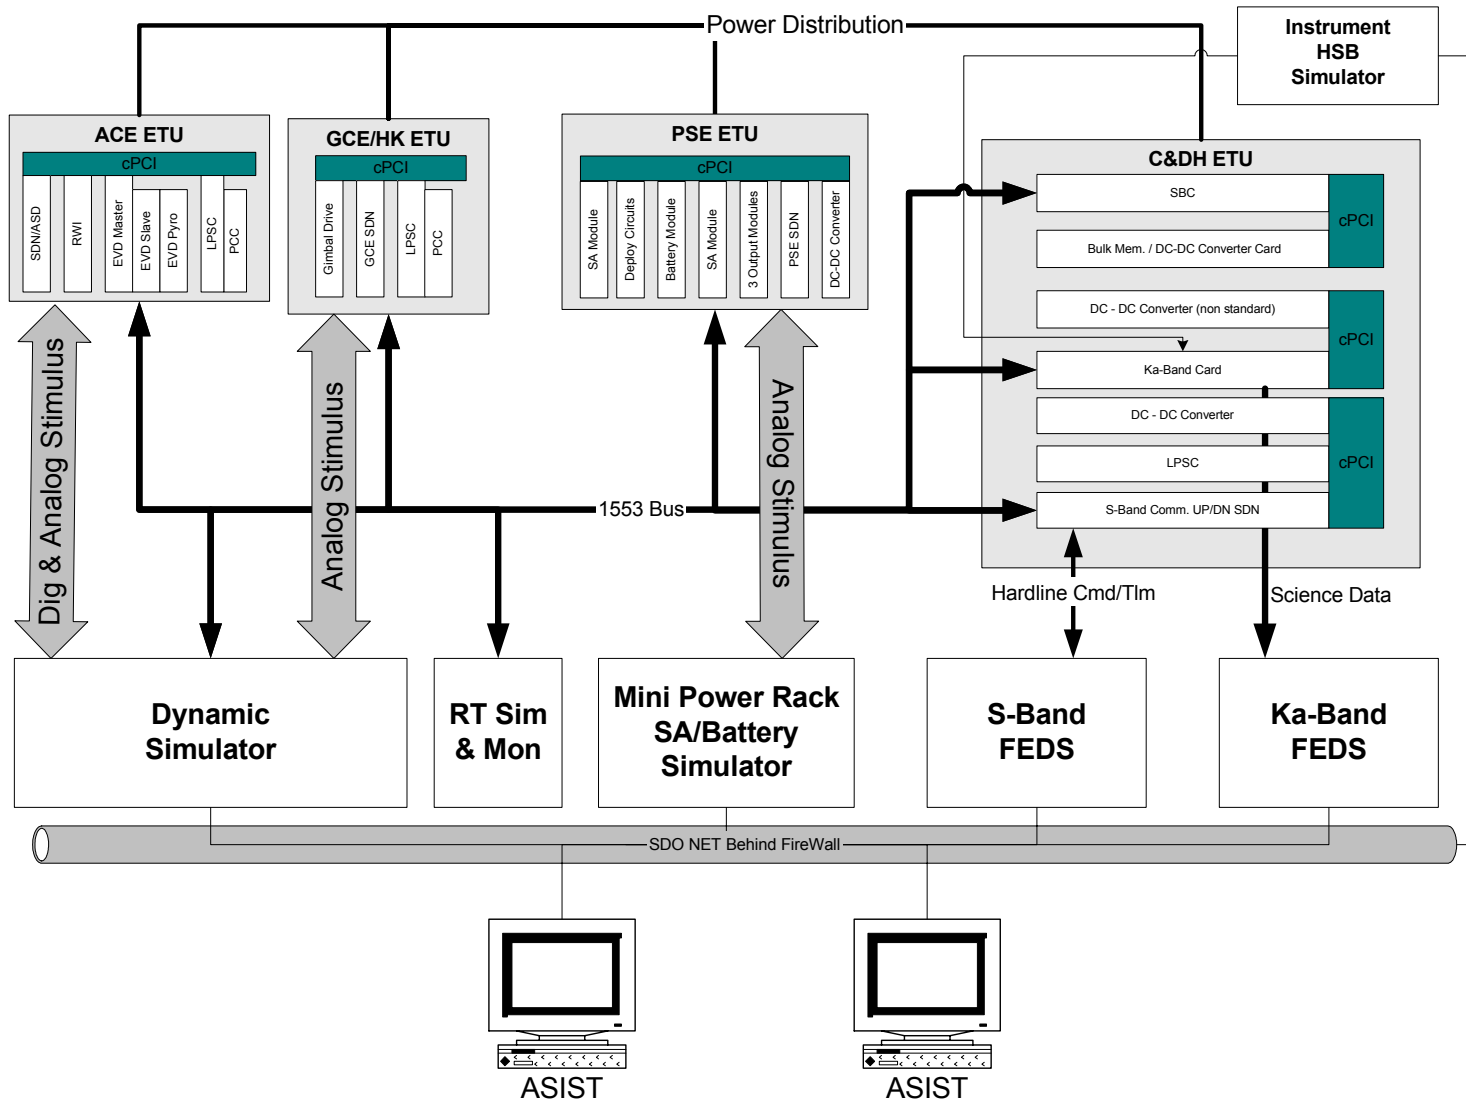 Power Distribution
Instrument
HSB
Simulator
ACE ETU
cPCI
SDN/ASD
RWI
EVD Master
EVD Slave
EVD Pyro
LPSC
PCC
GCE/HK ETU
cPCI
Gimbal Drive
GCE SDN
LPSC
PCC
PSE ETU
cPCI
SA Module
Deploy Circuits
Battery Module
SA Module
3 Output Modules
PSE SDN
DC-DC Converter
C&DH ETU
SBC
Bulk Mem. / DC-DC Converter Card
cPCI
DC - DC Converter (non standard)
Ka-Band Card
cPCI
DC - DC Converter
LPSC
S-Band Comm. UP/DN SDN
cPCI
Dig & Analog Stimulus
Analog Stimulus
Analog Stimulus
1553 Bus
Hardline Cmd/Tlm
Science Data
Dynamic
Simulator
RT Sim
& Mon
Mini Power Rack
SA/Battery
Simulator
S-Band
FEDS
Ka-Band
FEDS
SDO NET Behind FireWall
ASIST
ASIST